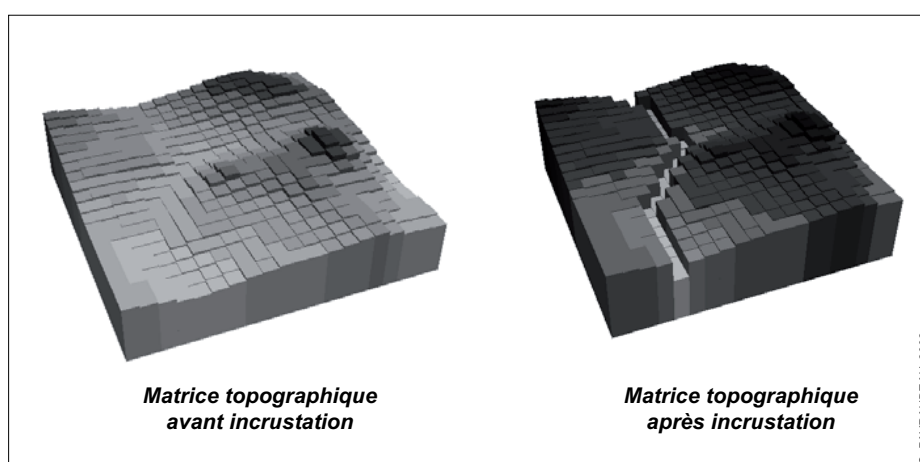 Matrice topographique
avant incrustation
Matrice topographique
après incrustation